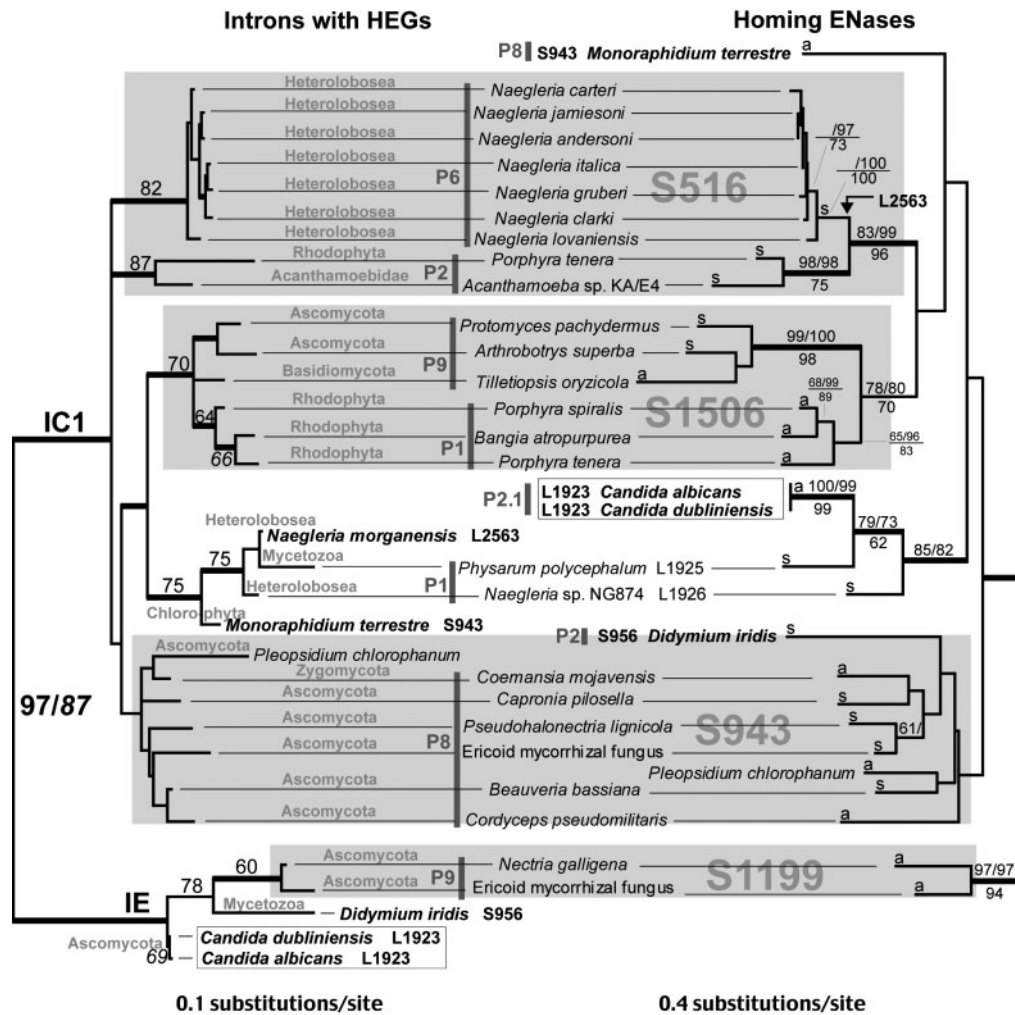 Introns with HEGs Homing ENases
P8 S943 Monoraphidium terrestre a
Heteroloboseа Naegleria carteri
Heterolobosea Naegleria jamiesoni
Heterolobosea Naegleria andersoni /97
73
Heterolobosea Naegleria italica /100
100
82 P6 S516
Heterolobosea Naegleria gruberi L2563
Heterolobosea Naegleria clarki s
Heterolobosea Naegleria lovaniensis 83/99
96
87 Rhodophyta P2 Porphyra tenera s 98/98
75
Acanthamoebidae Acanthamoeba sp. KA/E4 s
Ascomycota Protomyces pachydermus s 99/100
98
70 Ascomycota P9 Arthrobotrys superba s
Basidiomycota Tilletiopsis oryzicola a 68/99
89
78/80
70
64 Rhodophyta Porphyra spiralis S1506 a
IC1 Rhodophyta P1 Bangia atropurpurea a 65/96
83
66 Rhodophyta Porphyra tenera a
P2.1 L1923 Candida albicans a 100/99
99
L1923 Candida dubliniensis
Heterolobosea 79/73
62
Naegleria morganensis L2563 85/82
75 Mycetozoa Physarum polycephalum L1925 s
75 Heterolobosea P1 Naegleria sp. NG874 L1926 s
Chloro-phyta
Monoraphidium terrestre S943
P2 S956 Didymium iridis s
Ascomycota Pleopsidium chlorophanum
Zygomycota Coemansia mojavensis a
97/87 Ascomycota Capronia pilosella s
Ascomycota Pseudohalonectria lignicola s 61/
P8 S943
Ascomycota Ericoid mycorrhizal fungus s
Pleopsidium chlorophanum a
Ascomycota Beauveria bassiana s
Ascomycota Cordyceps pseudomilitaris a
Ascomycota Nectria galligena a 97/97
94
60 P9 S1199
Ascomycota Ericoid mycorrhizal fungus a
78
IE Mycetozoa Didymium iridis S956
Ascomycota Candida dubliniensis L1923
69 Candida albicans L1923
0.1 substitutions/site 0.4 substitutions/site